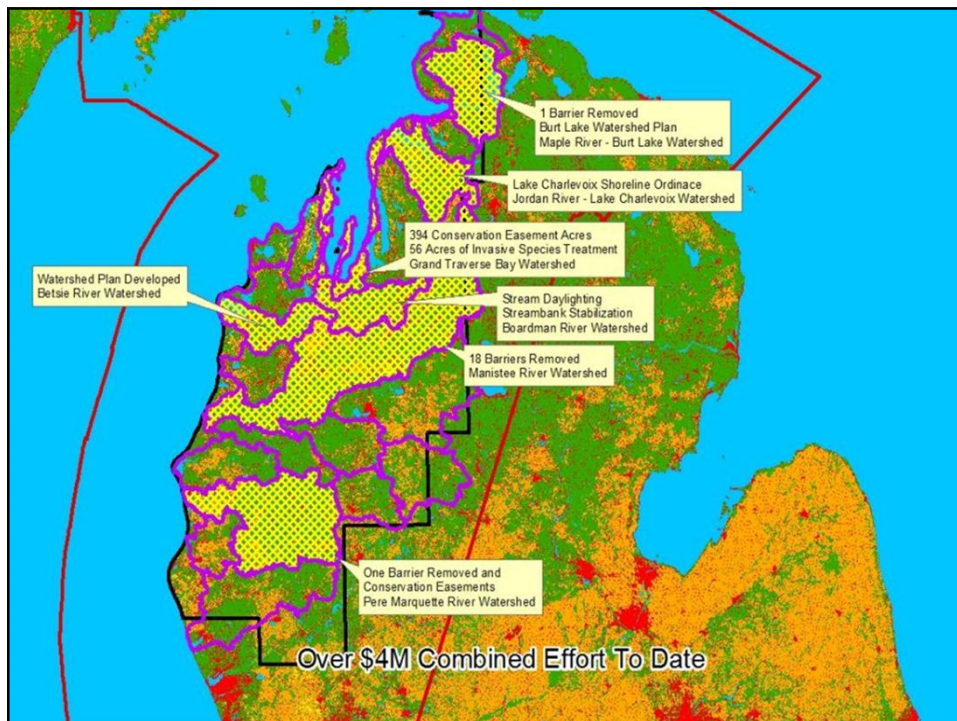 1 Barrier Removed
Burt Lake Watershed Plan
Maple River - Burt Lake Watershed
Lake Charlevoix Shoreline Ordinace
Jordan River - Lake Charlevoix Watershed
394 Conservation Easement Acres
56 Acres of Invasive Species Treatment
Grand Traverse Bay Watershed
Watershed Plan Developed
Betsie River Watershed
Stream Daylighting
Streambank Stabilization
Boardman River Watershed
18 Barriers Removed
Manistee River Watershed
One Barrier Removed and
Conservation Easements
Pere Marquette River Watershed
Over $4M Combined Effort To Date